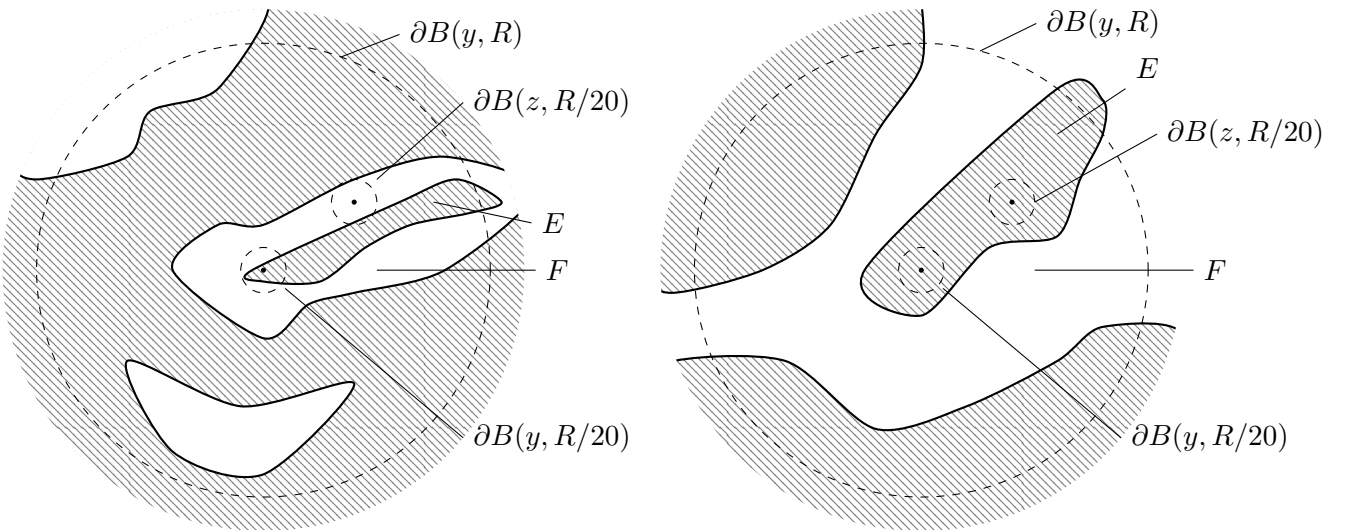 ∂B(y, R)
∂B(z, R/20)
E
F
∂B(y, R/20)
∂B(y, R)
E
∂B(z, R/20)
F
∂B(y, R/20)